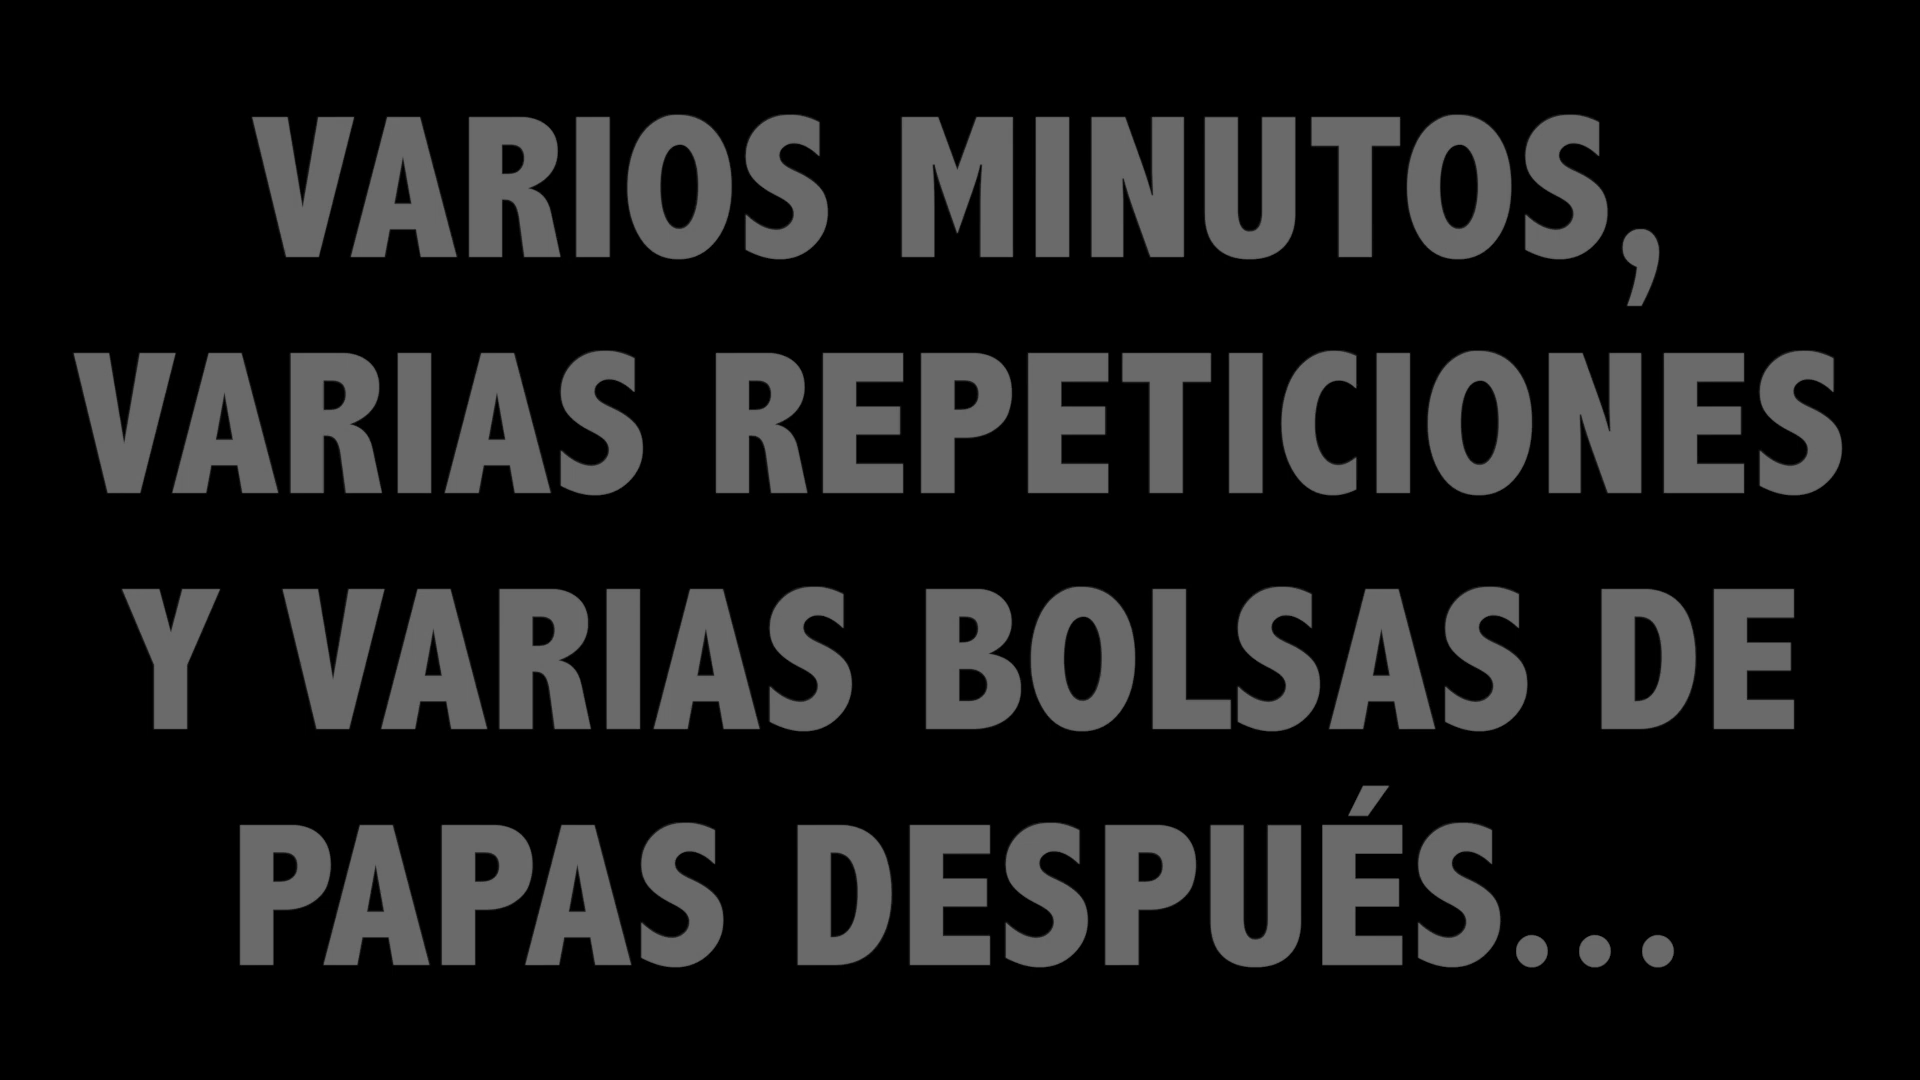 VARIOS MINUTOS,
VARIAS REPETICIONES
Y VARIAS BOLSAS DE
PAPAS DESPUÉS...